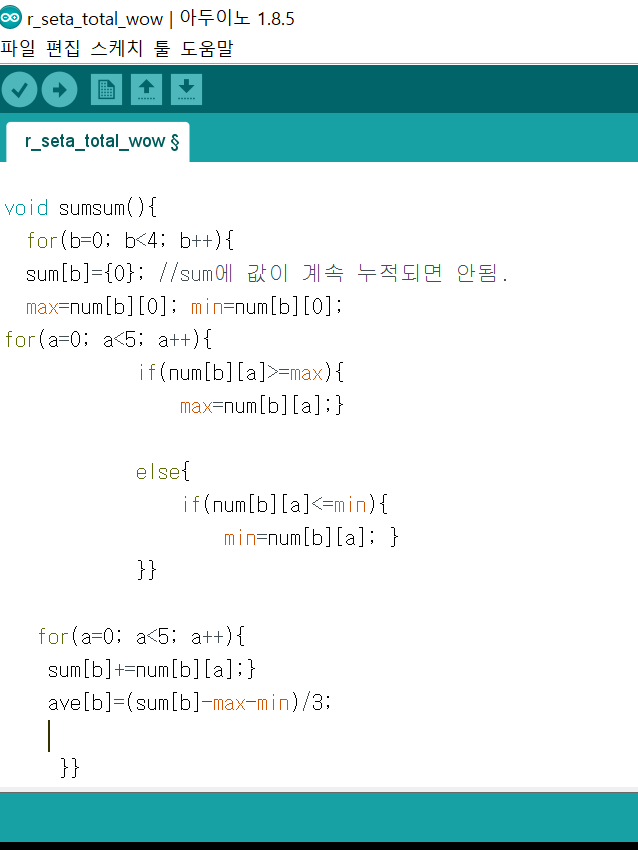 r_seta_total_wow | 아두이노 1.8.5
파일 편집 스케치 툴 도움말
r_seta_total_wow §
void sumsum(){
for(b=0; b<4; b++){
sum[b]={0}; //sum에 값이 계속 누적되면 안됨.
max=num[b][0]; min=num[b][0];
for(a=0; a<5; a++){
if(num[b][a]>=max){
max=num[b][a];}
else{
if(num[b][a]<=min){
min=num[b][a]; }
}}
for(a=0; a<5; a++){
sum[b]+=num[b][a];}
ave[b]=(sum[b]-max-min)/3;
}}